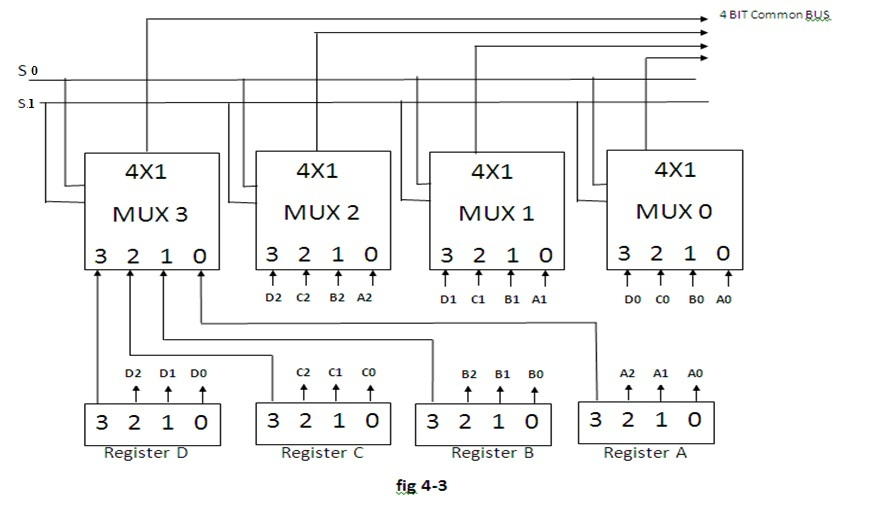 4 BIT Common BUS
S 0
S.1
4X1 4X1 4X1 4X1
MUX 3 MUX 2 MUX 1 MUX 0
3 2 1 0 3 2 1 0 3 2 1 0 3 2 1 0
D2 C2 B2 A2 D1 C1 B1 A1 D0 C0 B0 A0
D2 D1 D0 C2 C1 C0 B2 B1 B0 A2 A1 A0
3 2 1 0 3 2 1 0 3 2 1 0 3 2 1 0
Register D Register C Register B Register A
fig 4-3